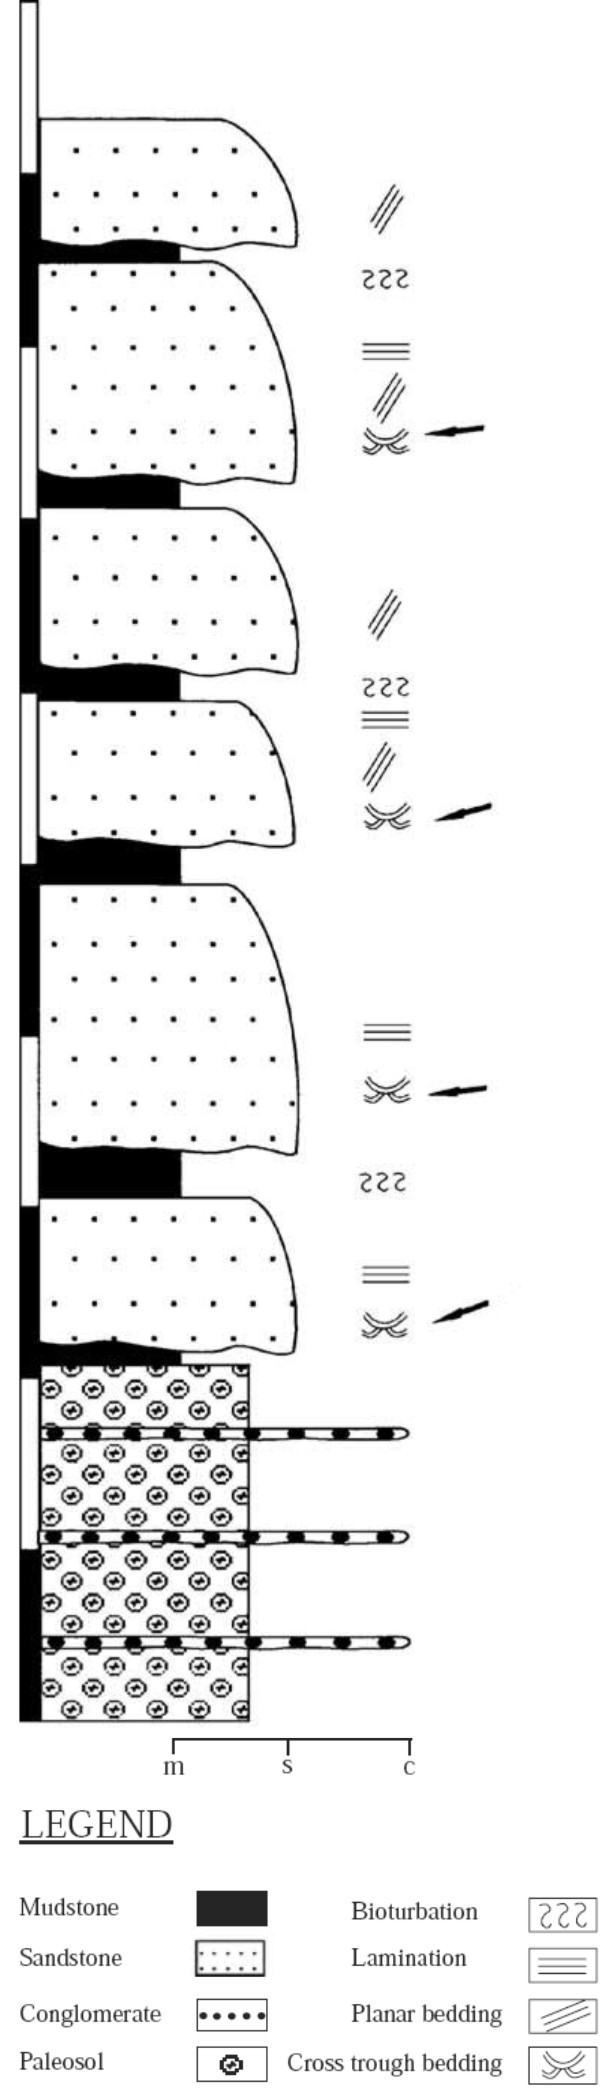 m s c
LEGEND
Mudstone Bioturbation
Sandstone Lamination
Conglomerate Planar bedding
Paleosol Cross trough bedding